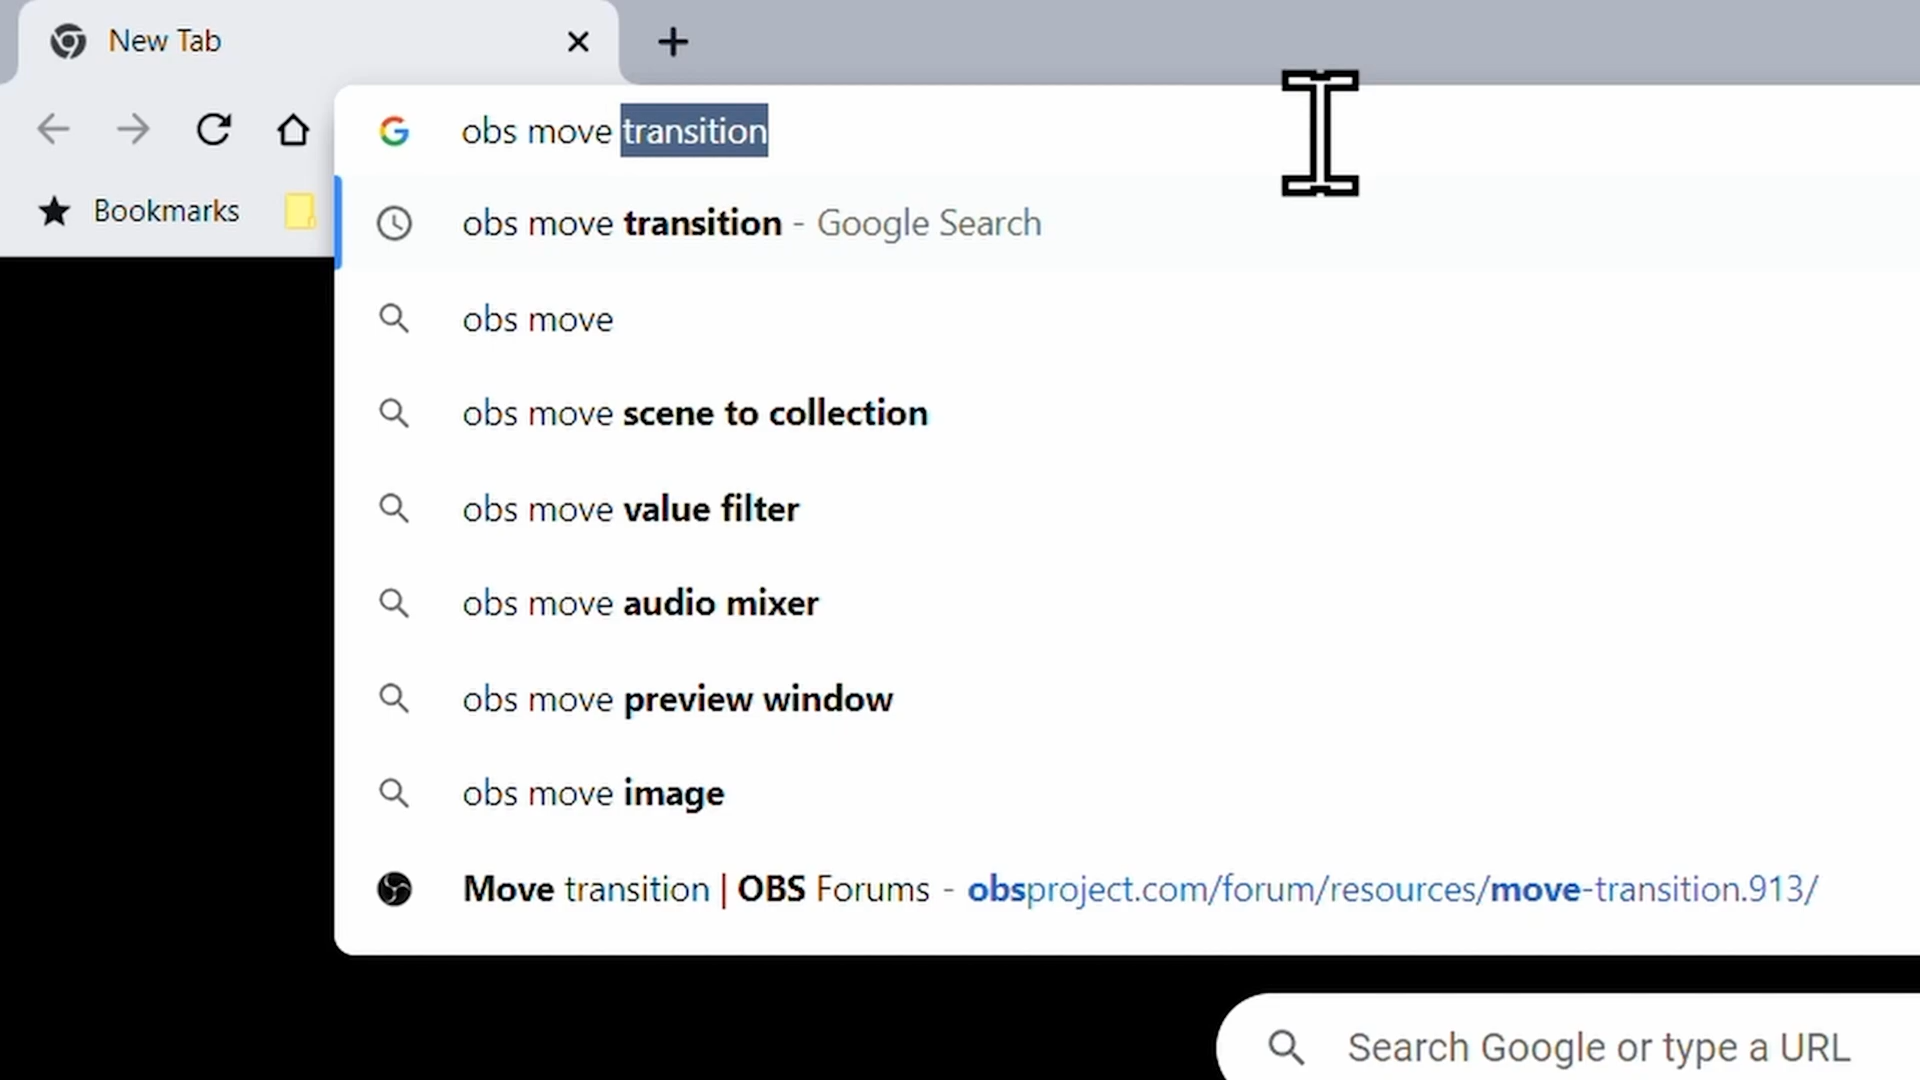 New Tab
obs move transition
Bookmarks
obs move transition - Google Search
obs move
obs move scene to collection
obs move value filter
obs move audio mixer
obs move preview window
obs move image
Move transition | OBS Forums - obsproject.com/forum/resources/move-transition.913/
Search Google or type a URL